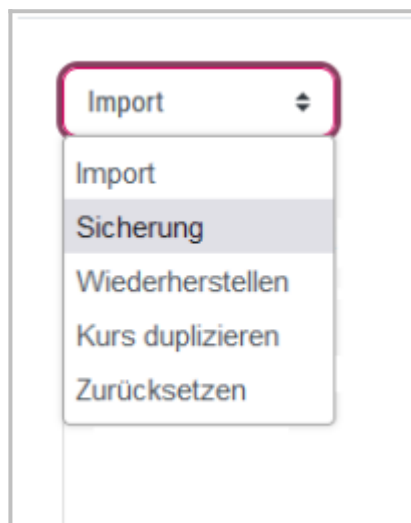 Import
Import
Sicherung
Wiederherstellen
Kurs duplizieren
Zurücksetzen